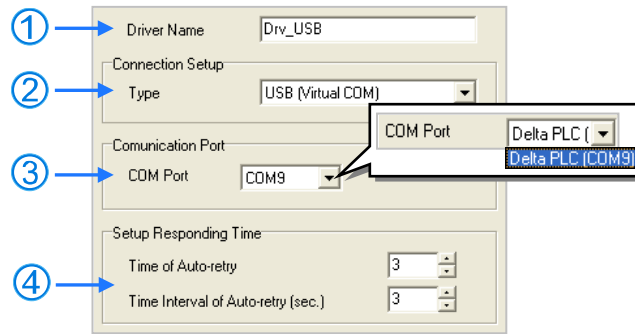 ① Driver Name Drv_USB
Connection Setup
② Type USB (Virtual COM)
COM Port Delta PLC (
Delta PLC (COM9)
Comunication Port
③ COM Port COM9
Setup Responding Time
Time of Auto-retry 3
④
Time Interval of Auto-retry (sec.) 3